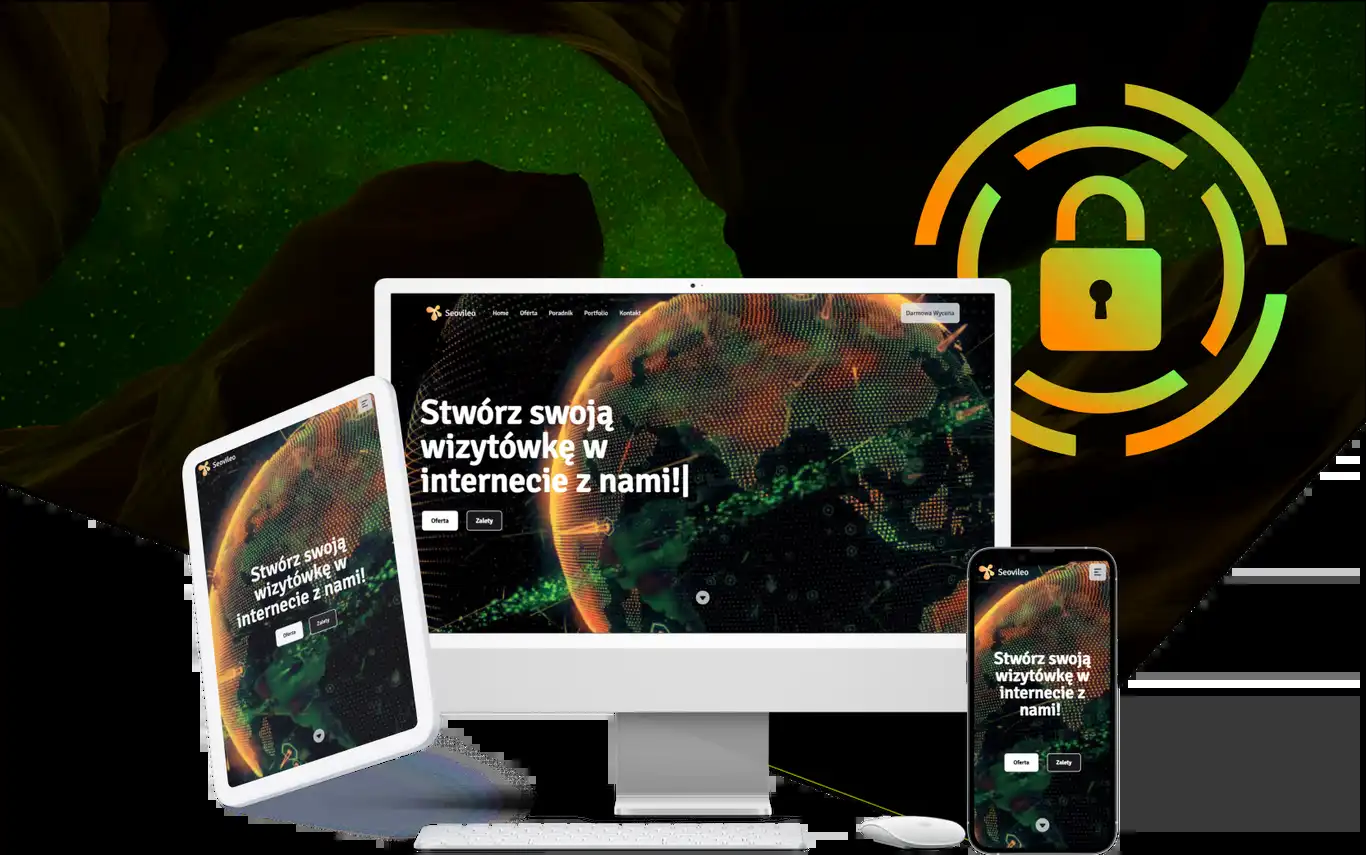 Seovileo
Home Oferta Poradnik Portfolio Kontakt
Darmowa Wycena
Stwórz swoją
wizytówkę w
internecie z nami!|
Oferta Zalety
Seovileo
Stwórz swoją
wizytówkę w
internecie z nami!
Oferta Zalety
Seovileo
Stwórz swoją
wizytówkę w
internecie z
nami!
Oferta Zalety